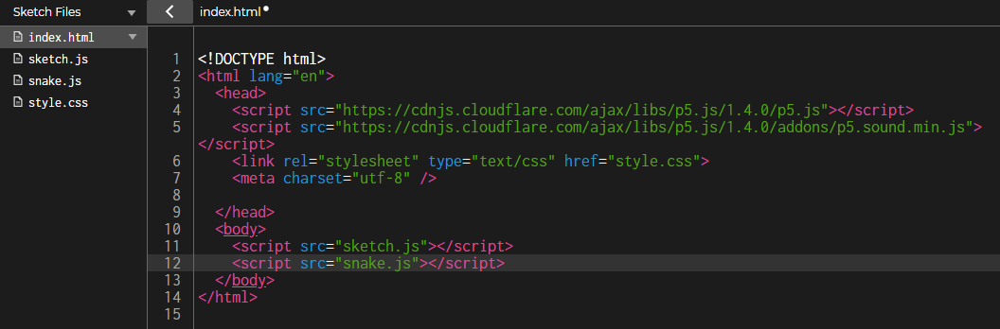 Sketch Files
index.html
sketch.js
snake.js
style.css
index.html
1 <!DOCTYPE html>
2 <html lang="en">
3 <head>
4 <script src="https://cdnjs.cloudflare.com/ajax/libs/p5.js/1.4.0/p5.js"></script>
5 <script src="https://cdnjs.cloudflare.com/ajax/libs/p5.js/1.4.0/addons/p5.sound.min.js">
</script>
6 <link rel="stylesheet" type="text/css" href="style.css">
7 <meta charset="utf-8" />
8
9 </head>
10 <body>
11 <script src="sketch.js"></script>
12 <script src="snake.js"></script>
13 </body>
14 </html>
15